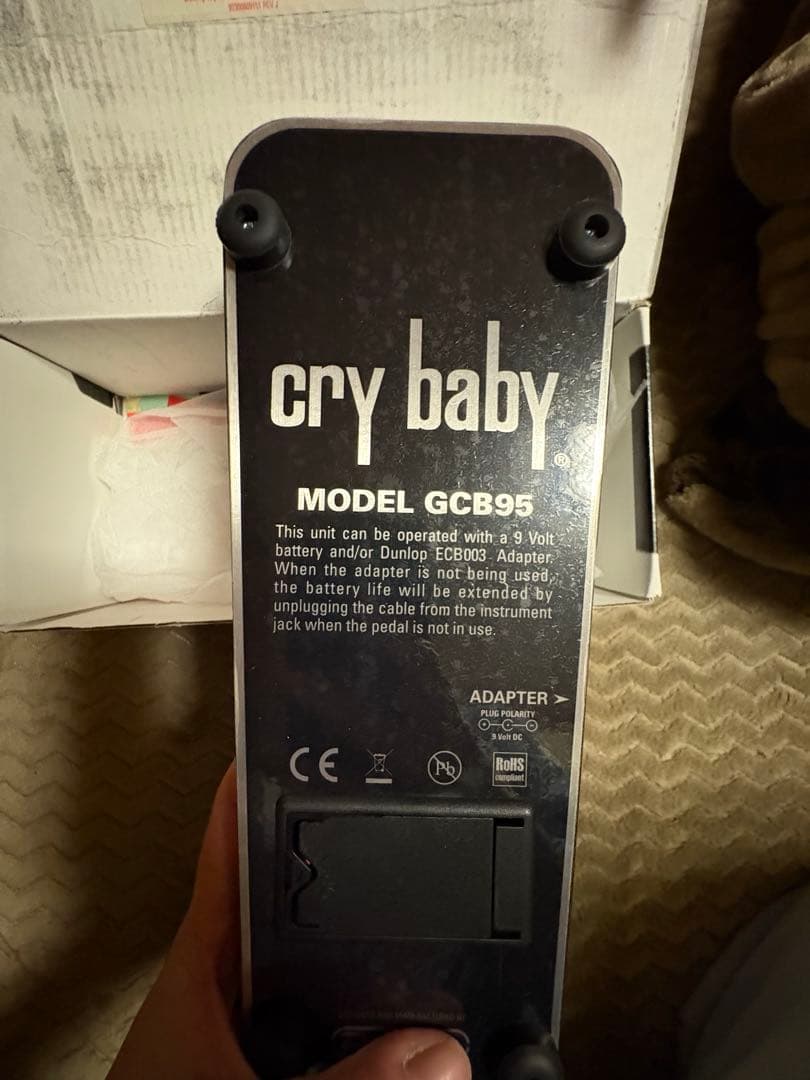 cry baby®
MODEL GCB95
This unit can be operated with a 9 Volt
battery and/or Dunlop ECB003 Adapter.
When the adapter is not being used,
the battery life will be extended by
unplugging the cable from the instrument
jack when the pedal is not in use.
ADAPTER ➤
PLUG POLARITY
9 Volt DC
CE
Pb
RoHS
compliant